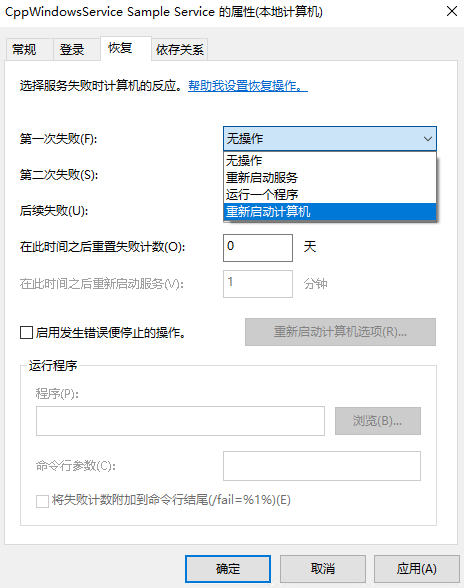 CppWindowsService Sample Service 的属性(本地计算机)
常规 登录 恢复 依存关系
选择服务失败时计算机的反应。帮助我设置恢复操作。
第一次失败(F): 无操作
无操作
第二次失败(S): 重新启动服务
运行一个程序
后续失败(U): 重新启动计算机
在此时间之后重置失败计数(O): 0 天
在此时间之后重新启动服务(V): 1 分钟
启用发生错误便停止的操作。 重新启动计算机选项(R)...
运行程序
程序(P):
浏览(B)...
命令行参数(C):
将失败计数附加到命令行结尾(/fail=%1%)(E)
确定 取消 应用(A)